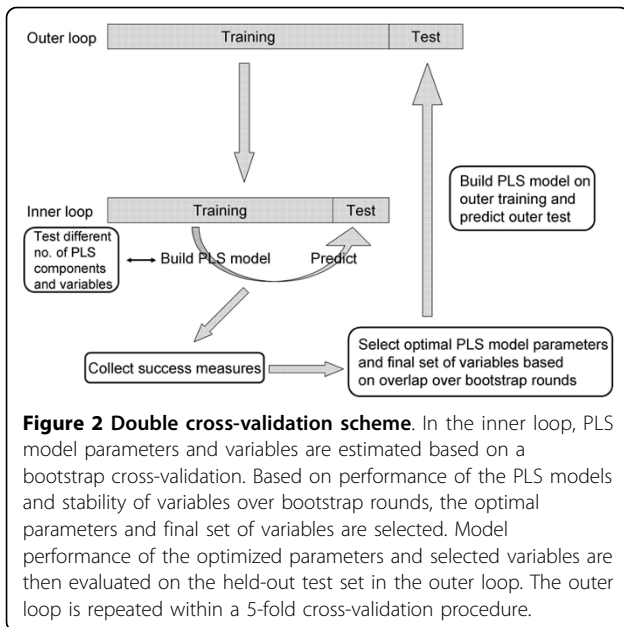 Outer loop
Training
Test
Inner loop
Training
Test
Test different
no. of PLS
components
and variables
Build PLS model
Predict
Build PLS model on
outer training and
predict outer test
Collect success measures
Select optimal PLS model parameters
and final set of variables based
on overlap over bootstrap rounds
Figure 2 Double cross-validation scheme. In the inner loop, PLS
model parameters and variables are estimated based on a
bootstrap cross-validation. Based on performance of the PLS models
and stability of variables over bootstrap rounds, the optimal
parameters and final set of variables are selected. Model
performance of the optimized parameters and selected variables are
then evaluated on the held-out test set in the outer loop. The outer
loop is repeated within a 5-fold cross-validation procedure.